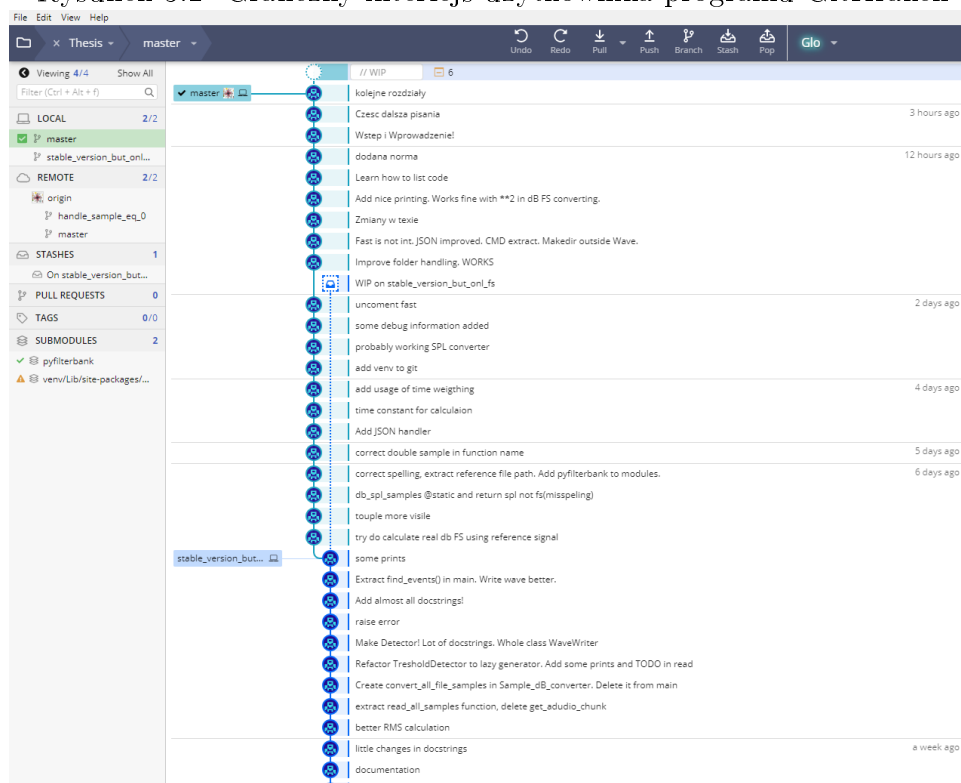 File Edit View Help
Thesis master Undo Redo Pull Push Branch Stash Pop Glo
Viewing 4/4 Show All
Filter (Ctrl + Alt + f)
LOCAL 2/2
master
stable_version_but_onl...
REMOTE 2/2
origin
handle_sample_eq_0
master
STASHES 1
On stable_version_but...
PULL REQUESTS 0
TAGS 0/0
SUBMODULES 2
pyfilterbank
venv/Lib/site-packages/...
// WIP 6
master kolejne rozdziały
Czesc dalsza pisania 3 hours ago
Wstep i Wprowadzenie!
dodana norma 12 hours ago
Learn how to list code
Add nice printing. Works fine with **2 in dB FS converting.
Zmiany w texie
Fast is not int. JSON improved. CMD extract. Makedir outside Wave.
Improve folder handling. WORKS
WIP on stable_version_but_onl_fs
uncoment fast 2 days ago
some debug information added
probably working SPL converter
add venv to git
add usage of time weigthing 4 days ago
time constant for calculaion
Add JSON handler
correct double sample in function name 5 days ago
correct spelling, extract reference file path. Add pyfilterbank to modules. 6 days ago
db_spl_samples @static and return spl not fs(misspeling)
touple more visile
try do calculate real db FS using reference signal
stable_version_but... some prints
Extract find_events() in main. Write wave better.
Add almost all docstrings!
raise error
Make Detector! Lot of docstrings. Whole class WaveWriter
Refactor TresholdDetector to lazy generator. Add some prints and TODO in read
Create convert_all_file_samples in Sample_dB_converter. Delete it from main
extract read_all_samples function, delete get_adudio_chunk
better RMS calculation
little changes in docstrings a week ago
documentation